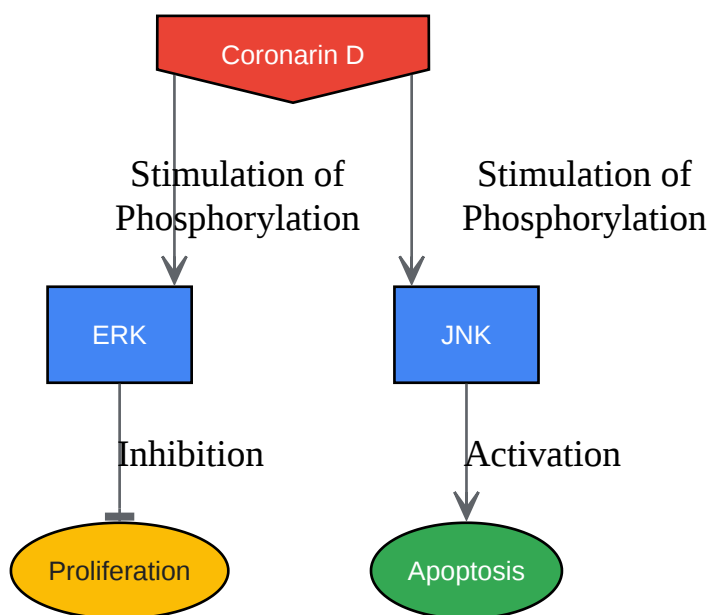 Coronarin D
Stimulation of
Phosphorylation
Stimulation of
Phosphorylation
ERK
JNK
Inhibition
Activation
Proliferation
Apoptosis